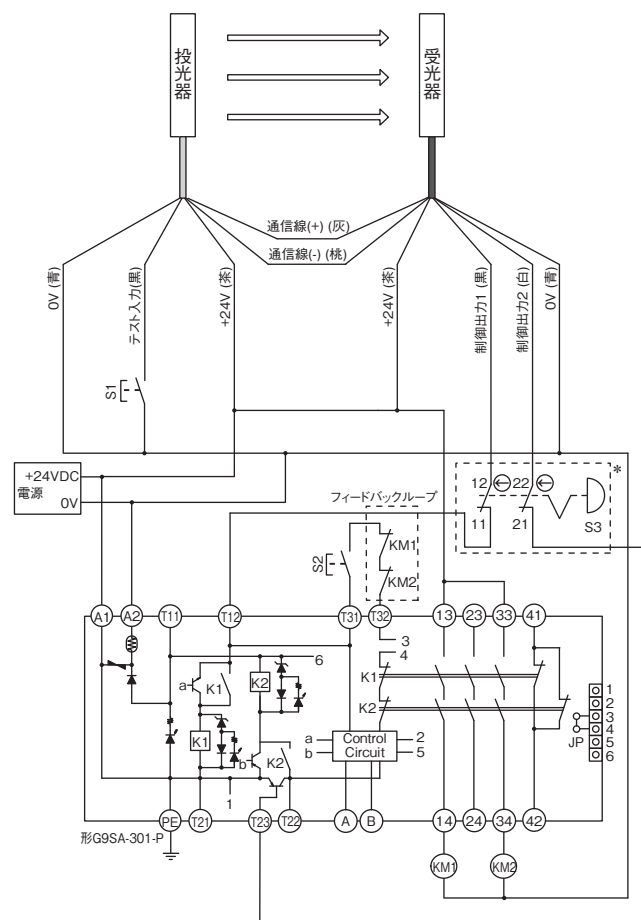 投光器
受光器
通信線(+) (灰)
通信線(-) (桃)
0V (青)
テスト入力(黒)
+24V (茶)
+24V (茶)
制御出力1 (黒)
制御出力2 (白)
0V (青)
S1
+24VDC
電源
0V
フィードバックループ
*
12
22
11
21
S3
S2
KM1
KM2
A1
A2
T11
T12
T31
T32
13
23
33
41
3
4
6
a
K1
K2
K1
K2
K1
b
K2
a
b
Control
Circuit
2
5
1
JP
1
2
3
4
5
6
PE
T21
T23
T22
A
B
14
24
34
42
形G9SA-301-P
KM1
KM2